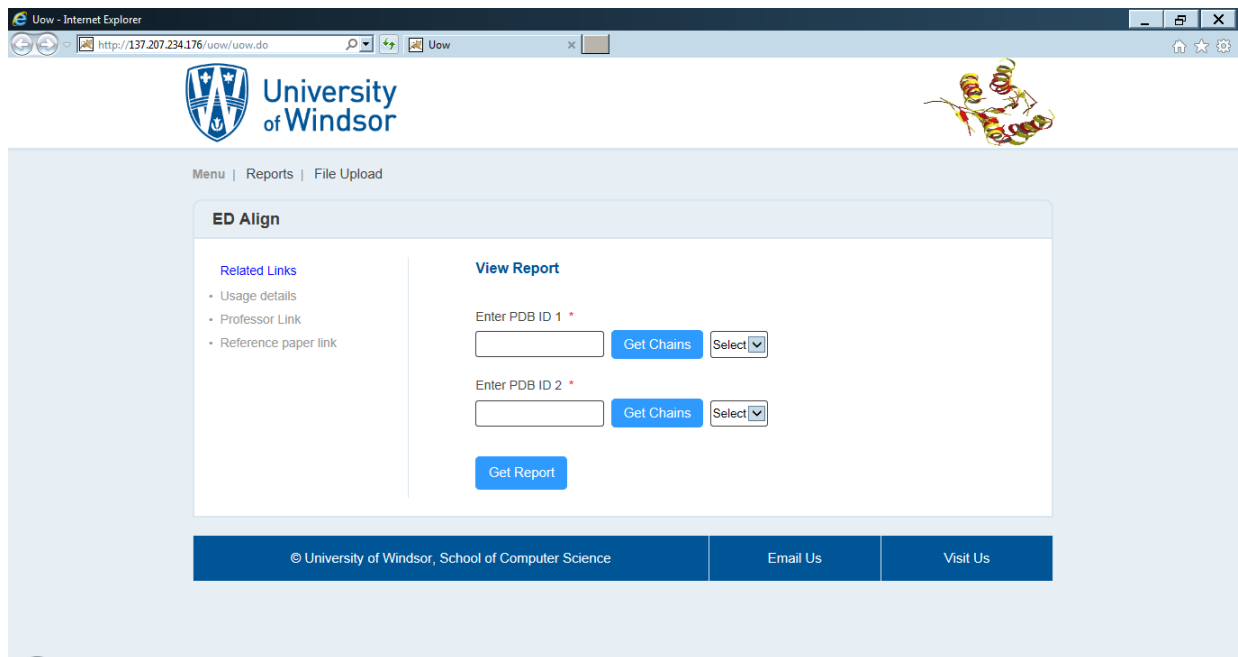 Uow - Internet Explorer
http://137.207.234.176/uow/uow.do
Uow
University
of Windsor
Menu | Reports | File Upload
ED Align
Related Links
• Usage details
• Professor Link
• Reference paper link
View Report
Enter PDB ID 1 *
Get Chains Select
Enter PDB ID 2 *
Get Chains Select
Get Report
© University of Windsor, School of Computer Science
Email Us
Visit Us